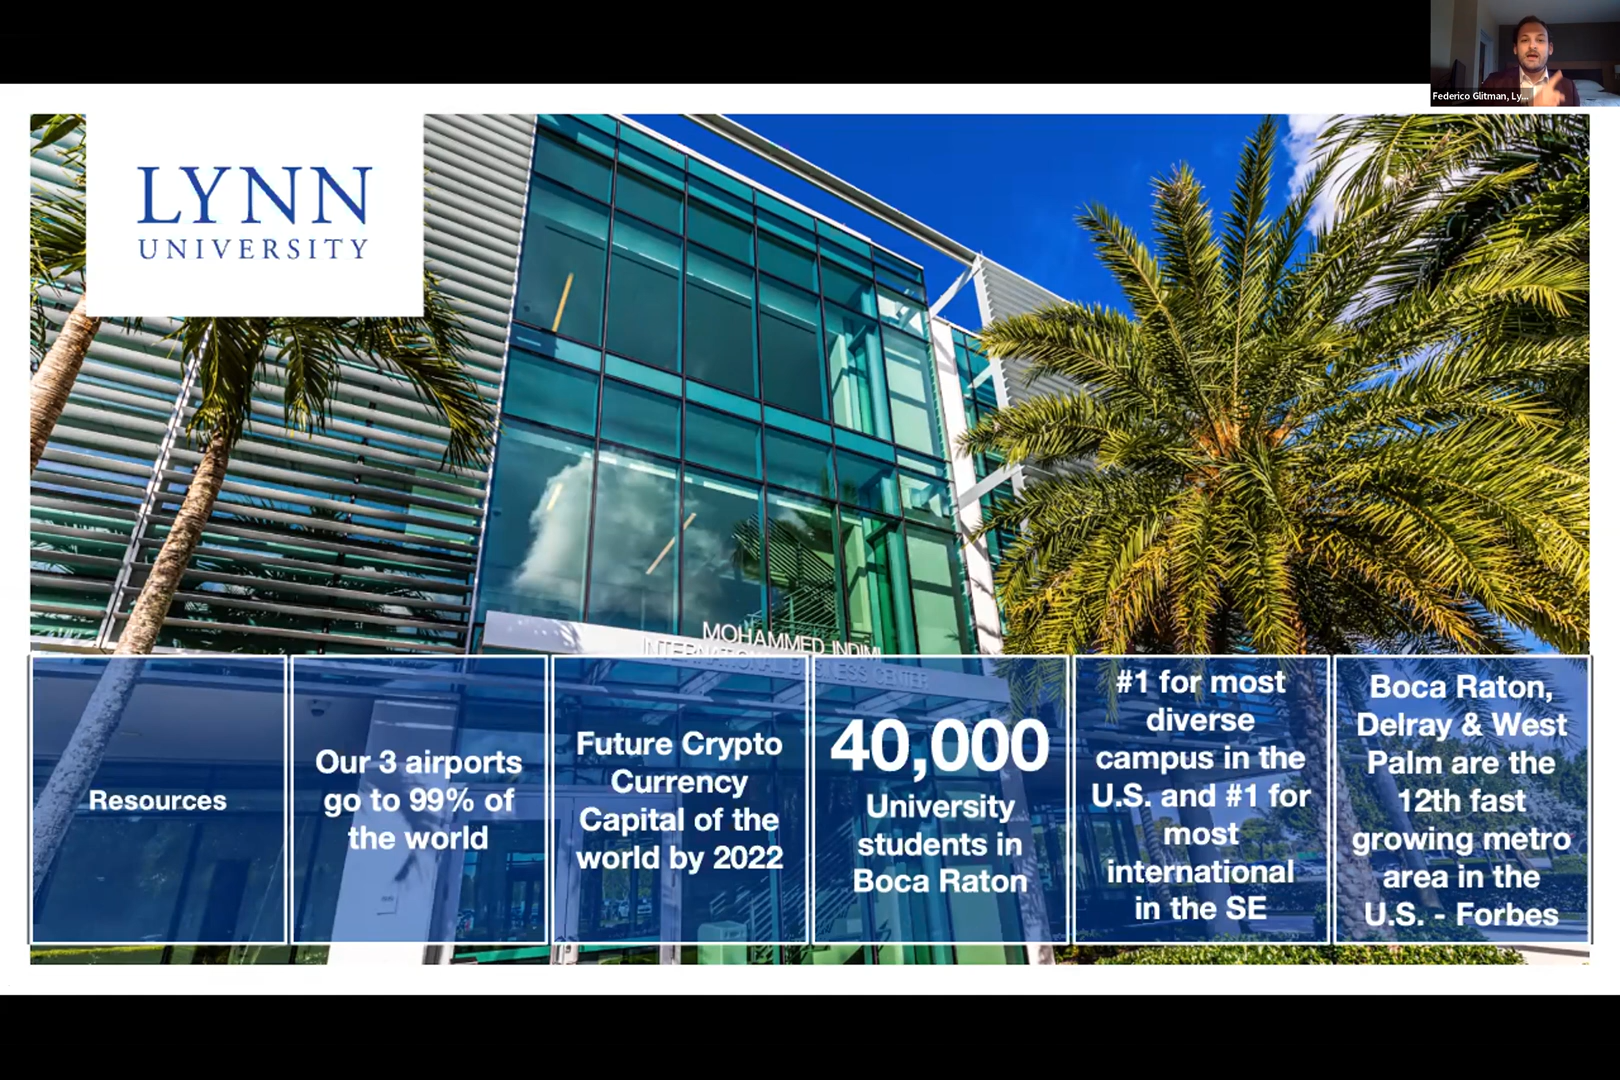 Federico Glitman, Ly...
LYNN
UNIVERSITY
MOHAMMED INDIMI
INTERNATIONAL BUSINESS CENTER
Resources
Our 3 airports
go to 99% of
the world
Future Crypto
Currency
Capital of the
world by 2022
40,000
University
students in
Boca Raton
#1 for most
diverse
campus in the
U.S. and #1 for
most
international
in the SE
Boca Raton,
Delray & West
Palm are the
12th fast
growing metro
area in the
U.S. - Forbes